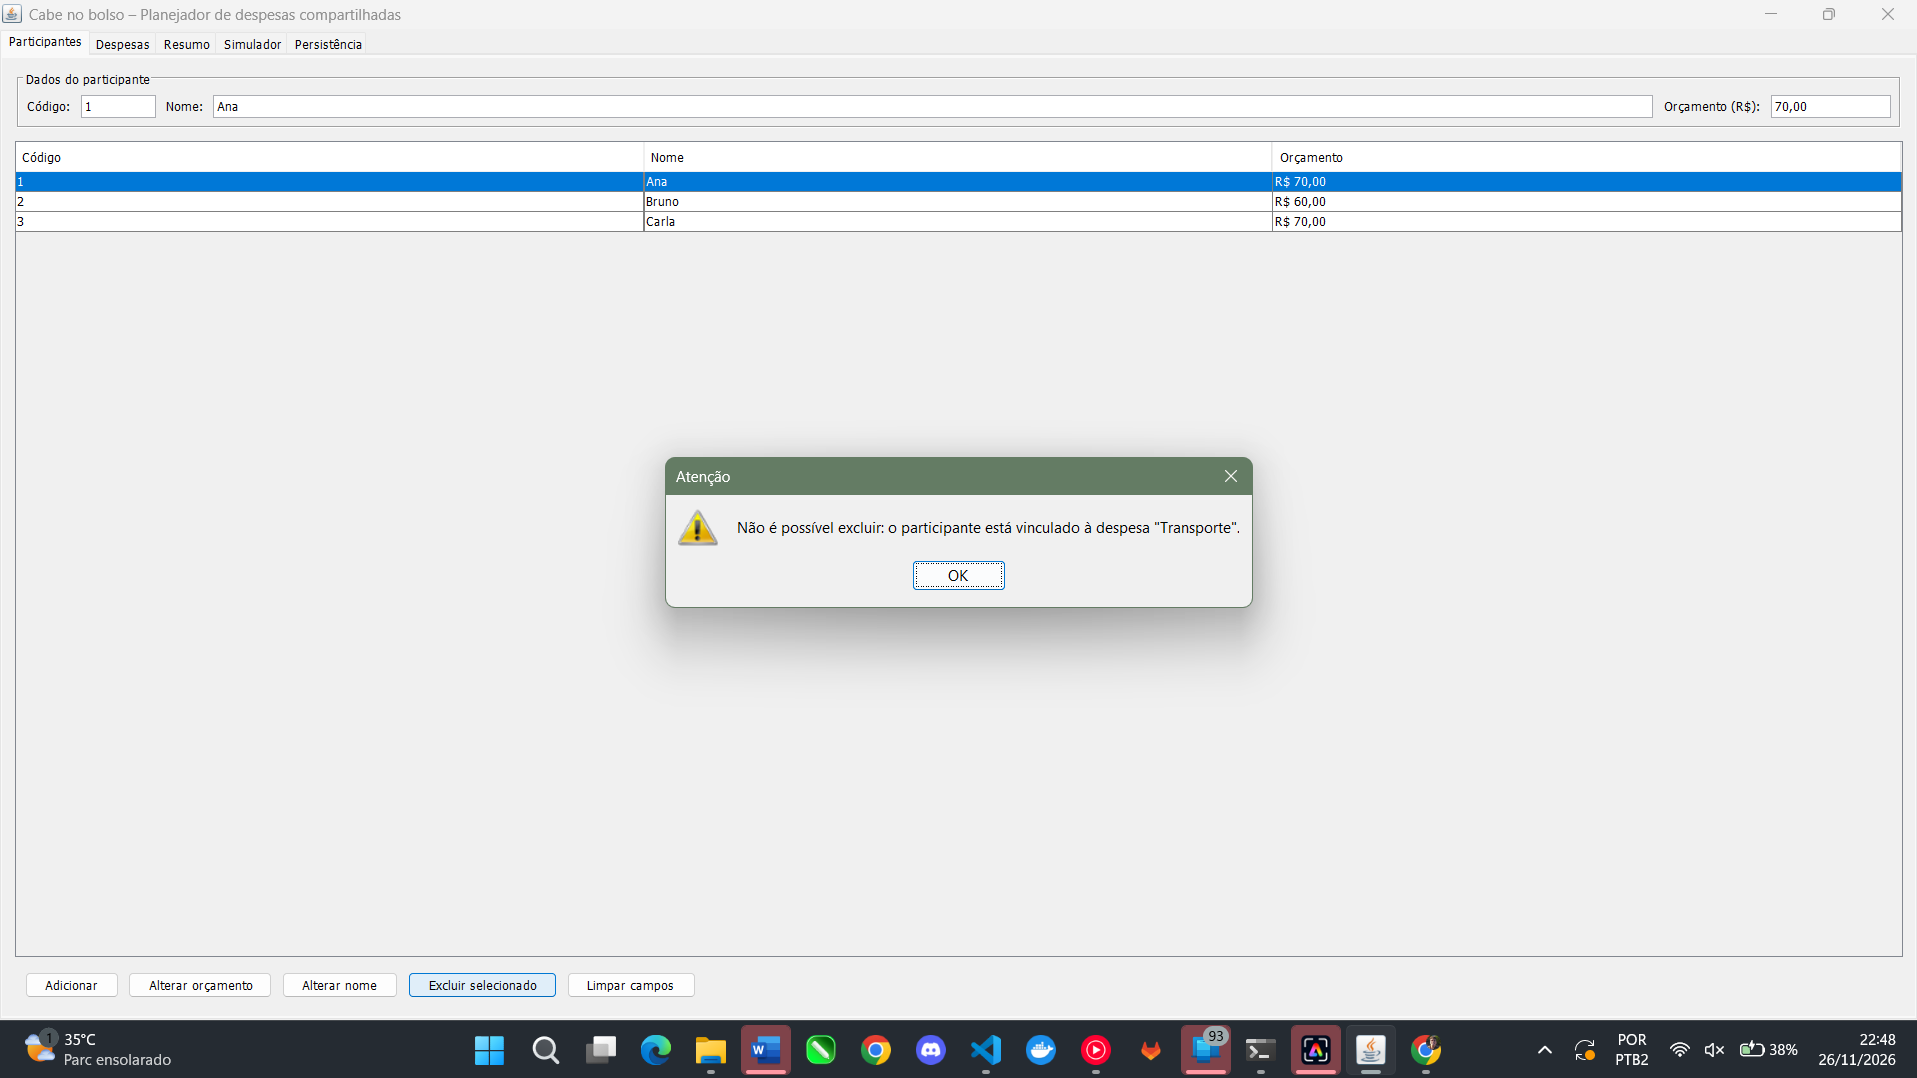 Cabe no bolso – Planejador de despesas compartilhadas
Participantes Despesas Resumo Simulador Persistência
Dados do participante
Código: 1 Nome: Ana Orçamento (R$): 70,00
Código Nome Orçamento
1 Ana R$ 70,00
2 Bruno R$ 60,00
3 Carla R$ 70,00
Atenção
Não é possível excluir: o participante está vinculado à despesa "Transporte".
OK
Adicionar Alterar orçamento Alterar nome Excluir selecionado Limpar campos
1 35°C
Parc ensolarado
W
93
POR
PTB2
38%
22:48
26/11/2026